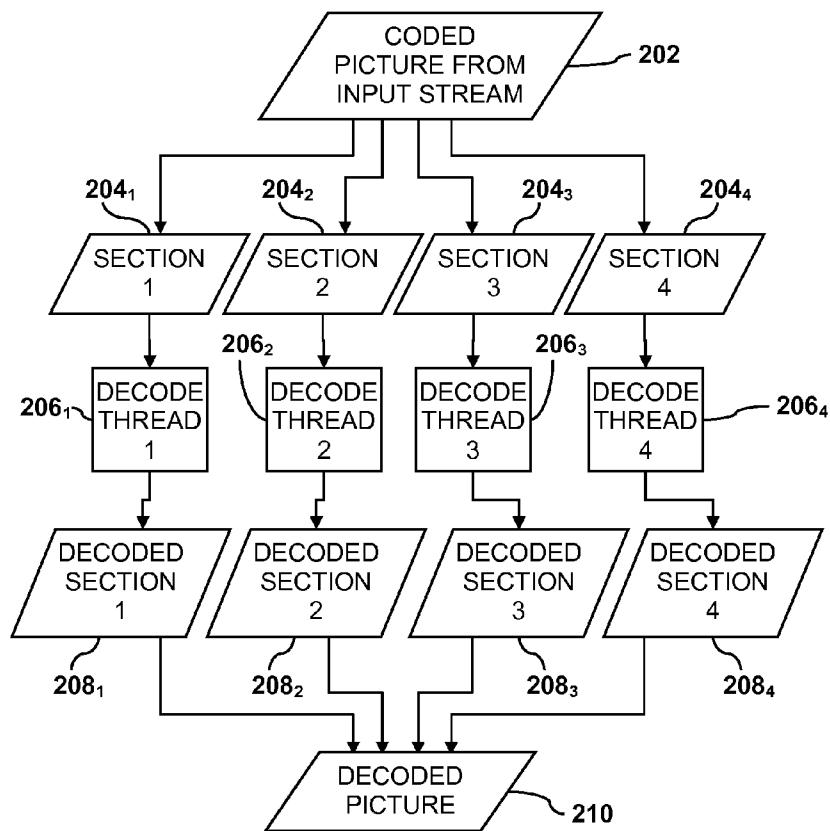 CODED
PICTURE FROM
INPUT STREAM
202
204₁
204₂
204₃
204₄
SECTION
1
SECTION
2
SECTION
3
SECTION
4
206₁
206₂
206₃
206₄
DECODE
THREAD
1
DECODE
THREAD
2
DECODE
THREAD
3
DECODE
THREAD
4
DECODED
SECTION
1
DECODED
SECTION
2
DECODED
SECTION
3
DECODED
SECTION
4
208₁
208₂
208₃
208₄
DECODED
PICTURE
210